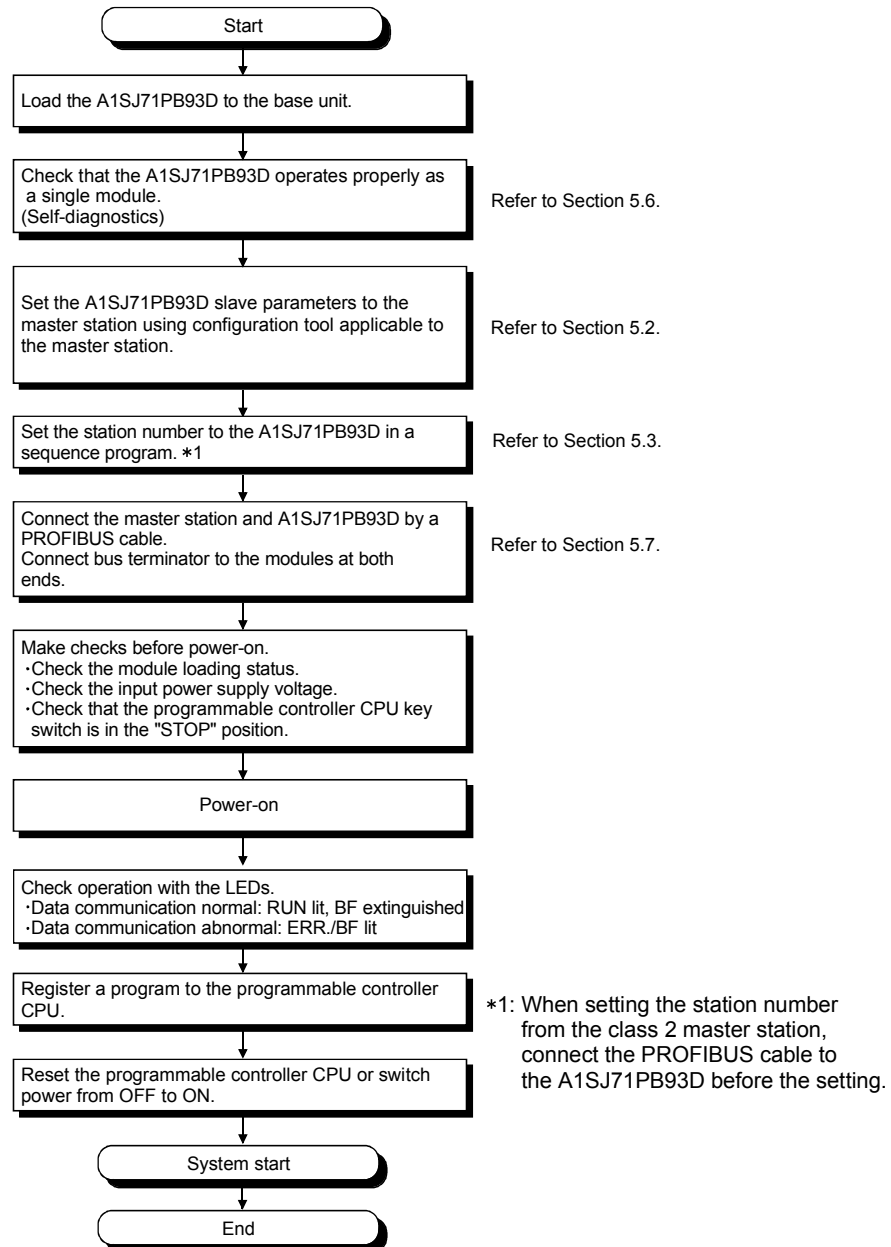 Start
Load the A1SJ71PB93D to the base unit.
Check that the A1SJ71PB93D operates properly as
a single module.
(Self-diagnostics)
Refer to Section 5.6.
Set the A1SJ71PB93D slave parameters to the
master station using configuration tool applicable to
the master station.
Refer to Section 5.2.
Set the station number to the A1SJ71PB93D in a
sequence program. *1
Refer to Section 5.3.
Connect the master station and A1SJ71PB93D by a
PROFIBUS cable.
Connect bus terminator to the modules at both
ends.
Refer to Section 5.7.
Make checks before power-on.
·Check the module loading status.
·Check the input power supply voltage.
·Check that the programmable controller CPU key
switch is in the "STOP" position.
Power-on
Check operation with the LEDs.
·Data communication normal: RUN lit, BF extinguished
·Data communication abnormal: ERR./BF lit
Register a program to the programmable controller
CPU.
*1: When setting the station number
from the class 2 master station,
connect the PROFIBUS cable to
the A1SJ71PB93D before the setting.
Reset the programmable controller CPU or switch
power from OFF to ON.
System start
End